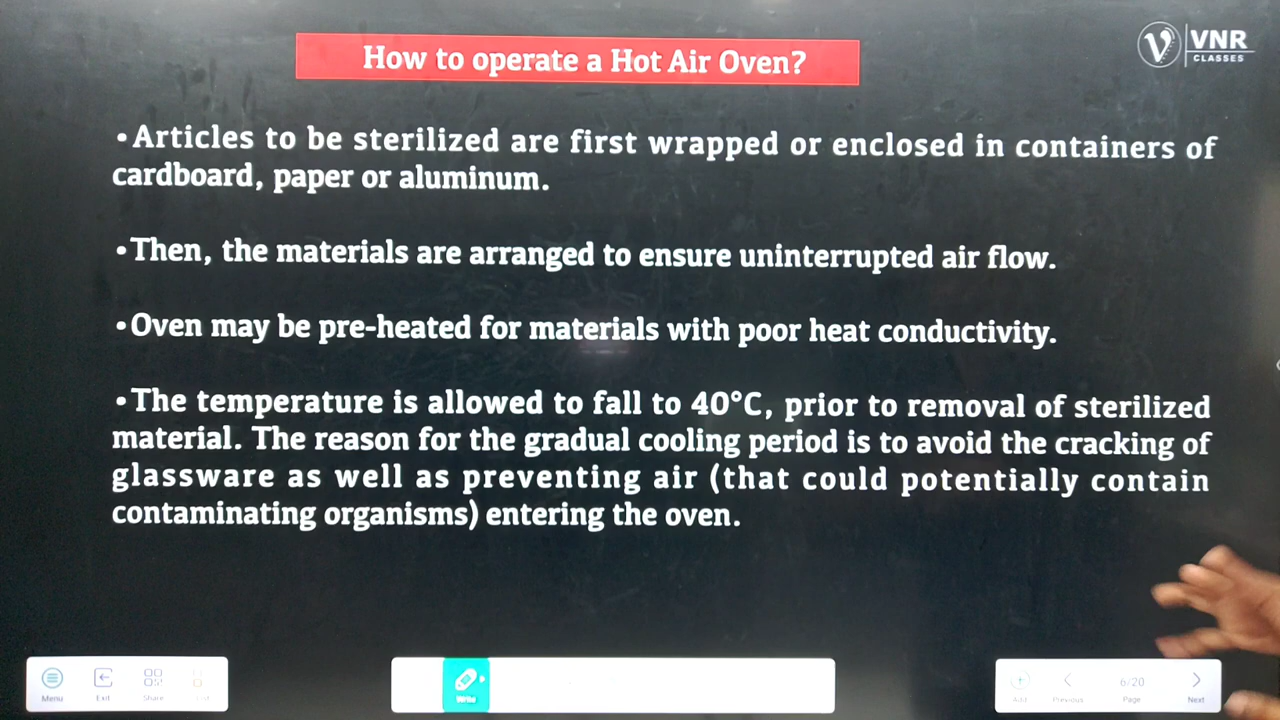 How to operate a Hot Air Oven?
VNR
CLASSES
•Articles to be sterilized are first wrapped or enclosed in containers of
cardboard, paper or aluminum.
•Then, the materials are arranged to ensure uninterrupted air flow.
•Oven may be pre-heated for materials with poor heat conductivity.
•The temperature is allowed to fall to 40°C, prior to removal of sterilized
material. The reason for the gradual cooling period is to avoid the cracking of
glassware as well as preventing air (that could potentially contain
contaminating organisms) entering the oven.
Menu Exit Share
Write
6/20
Add Previous Page Next